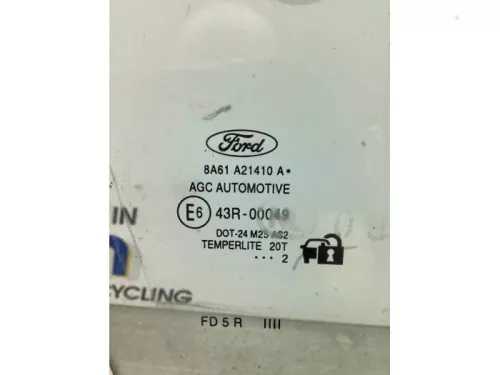 Ford
8A61 A21410 A•
AGC AUTOMOTIVE
E6 43R-00049
DOT-24 M25 AS2
TEMPERLITE 20T
··· 2
IN
CYCLING
FD 5 R IIII